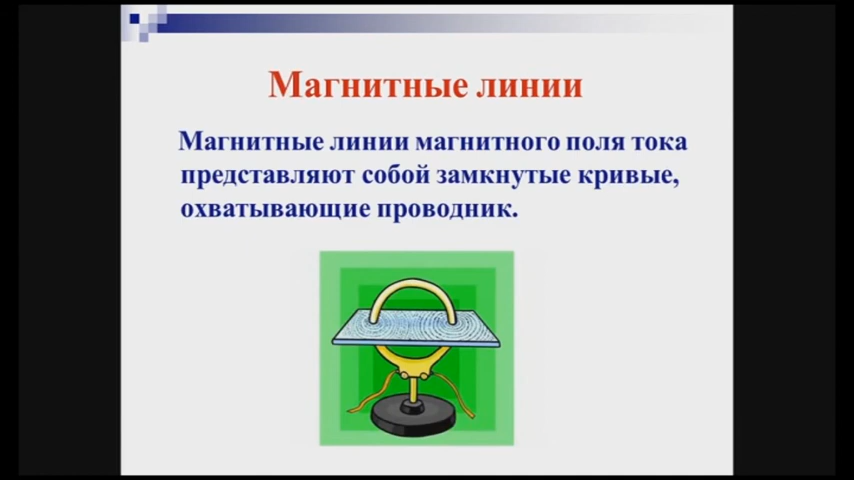 Магнитные линии
Магнитные линии магнитного поля тока
представляют собой замкнутые кривые,
охватывающие проводник.